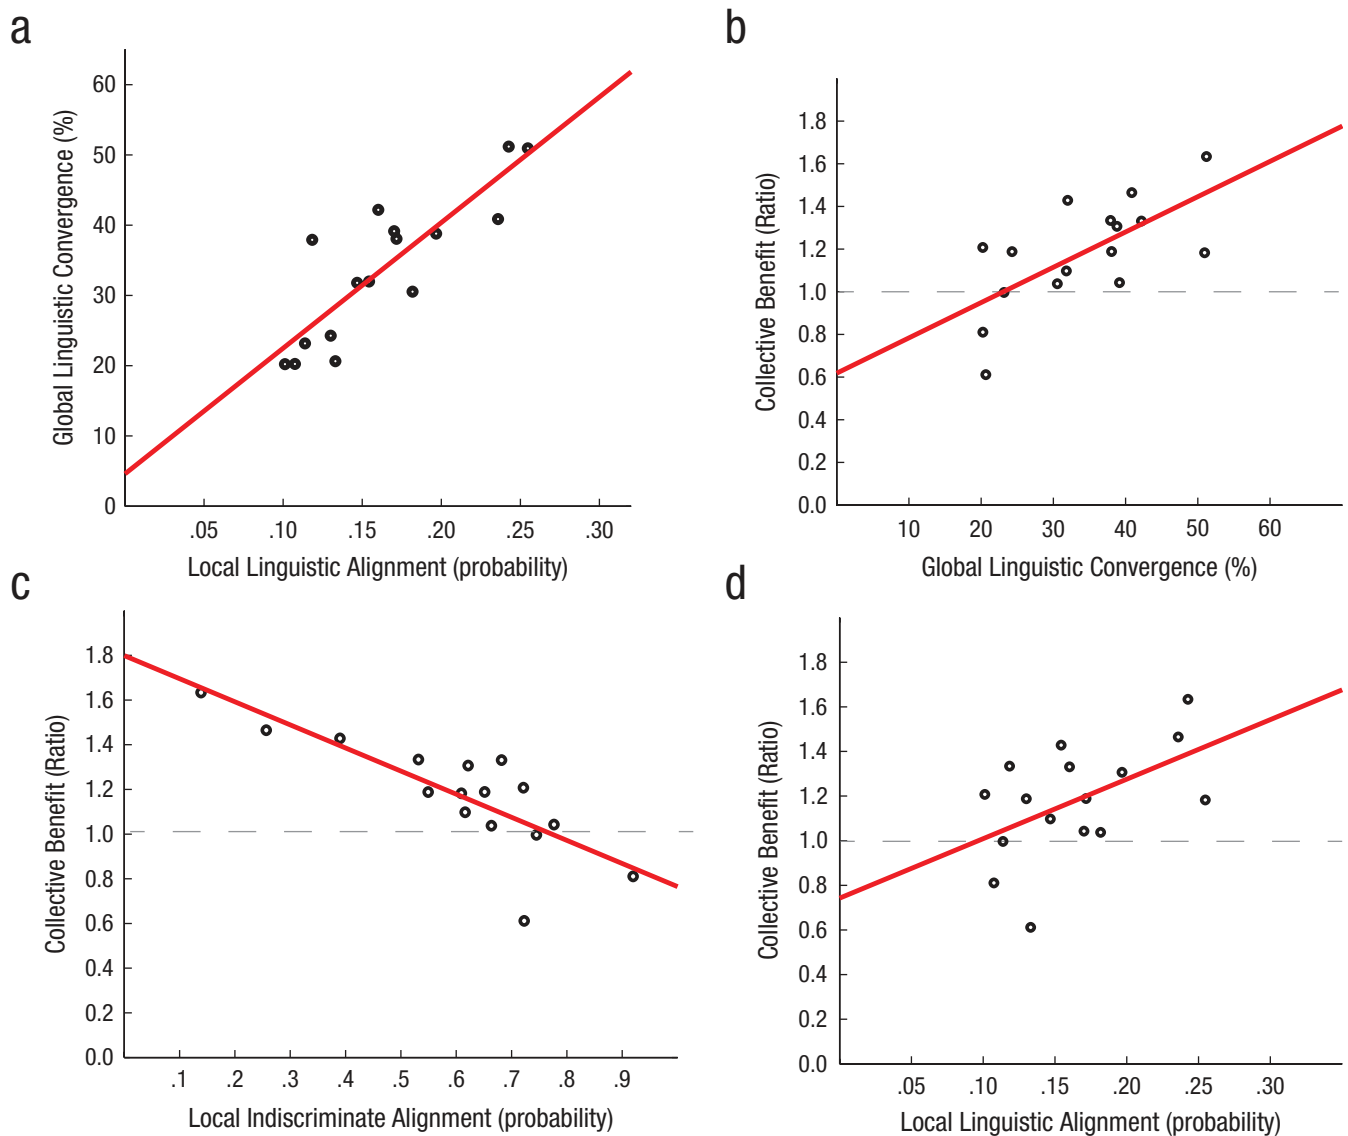 a
60
50
40
30
20
10
0
Global Linguistic Convergence (%)
.05 .10 .15 .20 .25 .30
Local Linguistic Alignment (probability)
b
1.8
1.6
1.4
1.2
1.0
0.8
0.6
0.4
0.2
0.0
Collective Benefit (Ratio)
10 20 30 40 50 60
Global Linguistic Convergence (%)
c
1.8
1.6
1.4
1.2
1.0
0.8
0.6
0.4
0.2
0.0
Collective Benefit (Ratio)
.1 .2 .3 .4 .5 .6 .7 .8 .9
Local Indiscriminate Alignment (probability)
d
1.8
1.6
1.4
1.2
1.0
0.8
0.6
0.4
0.2
0.0
Collective Benefit (Ratio)
.05 .10 .15 .20 .25 .30
Local Linguistic Alignment (probability)